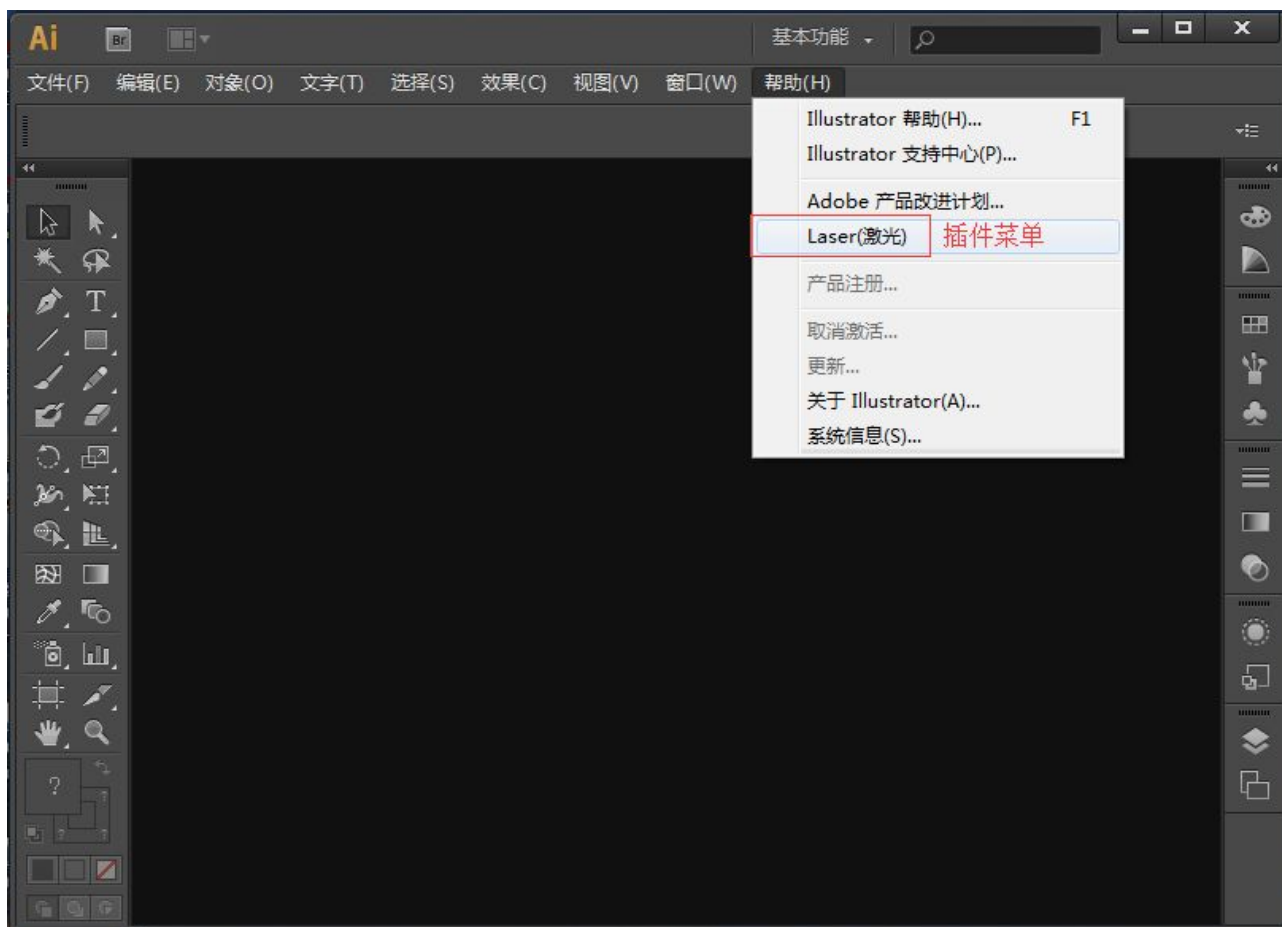 Ai Br 基本功能
文件(F) 编辑(E) 对象(O) 文字(T) 选择(S) 效果(C) 视图(V) 窗口(W) 帮助(H)
Illustrator 帮助(H)... F1
Illustrator 支持中心(P)...
Adobe 产品改进计划...
Laser(激光) 插件菜单
产品注册...
取消激活...
更新...
关于 Illustrator(A)...
系统信息(S)...
T
?
?
? ?